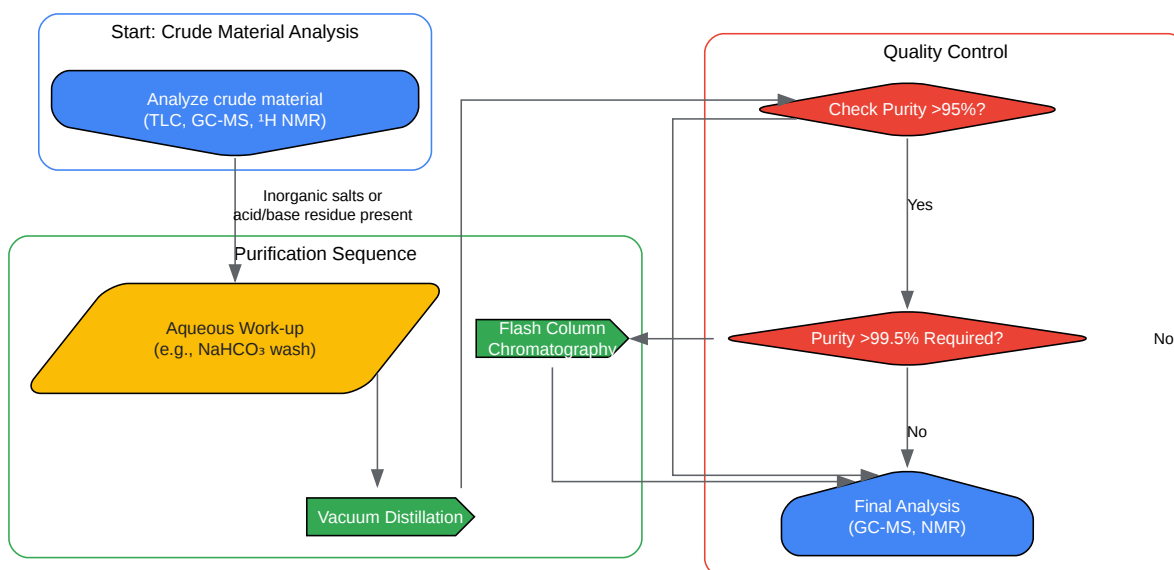 Start: Crude Material Analysis
Analyze crude material
(TLC, GC-MS, ¹H NMR)
Inorganic salts or
acid/base residue present
Purification Sequence
Aqueous Work-up
(e.g., NaHCO₃ wash)
Vacuum Distillation
Flash Column
Chromatography
Quality Control
Check Purity >95%?
Yes
Purity >99.5% Required?
No
No
Final Analysis
(GC-MS, NMR)